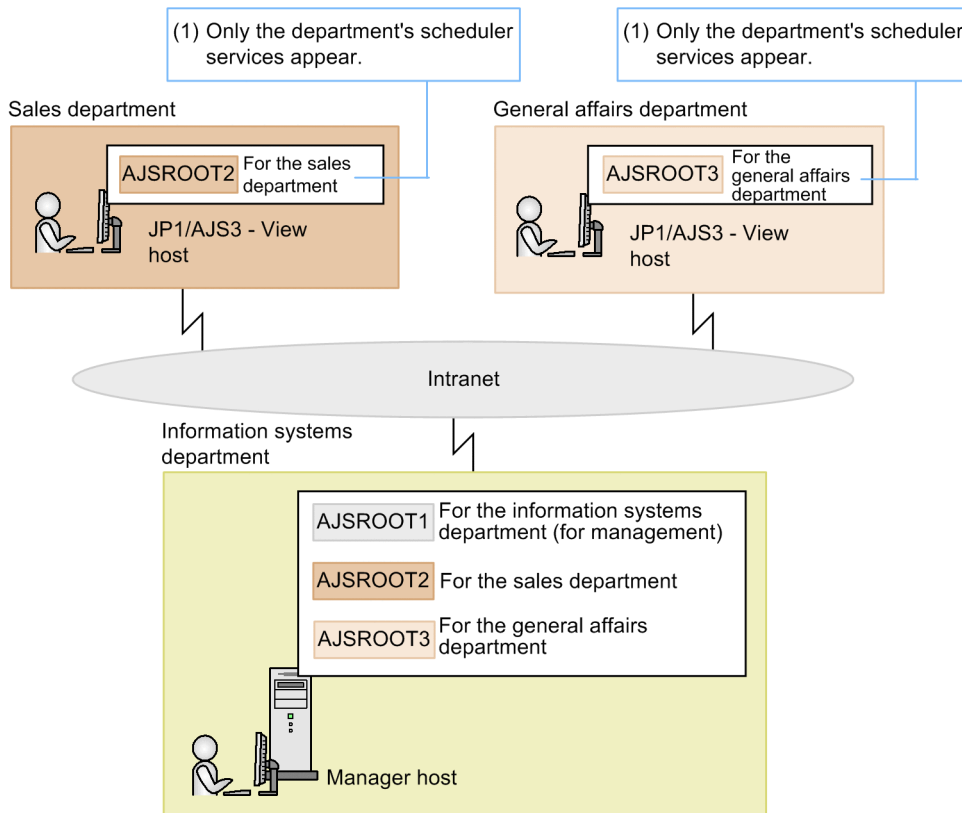 (1) Only the department's scheduler
services appear.
(1) Only the department's scheduler
services appear.
Sales department
AJSROOT2
For the sales
department
JP1/AJS3 - View
host
General affairs department
AJSROOT3
For the
general affairs
department
JP1/AJS3 - View
host
Intranet
Information systems
department
AJSROOT1
For the information systems
department (for management)
AJSROOT2
For the sales department
AJSROOT3
For the general affairs
department
Manager host